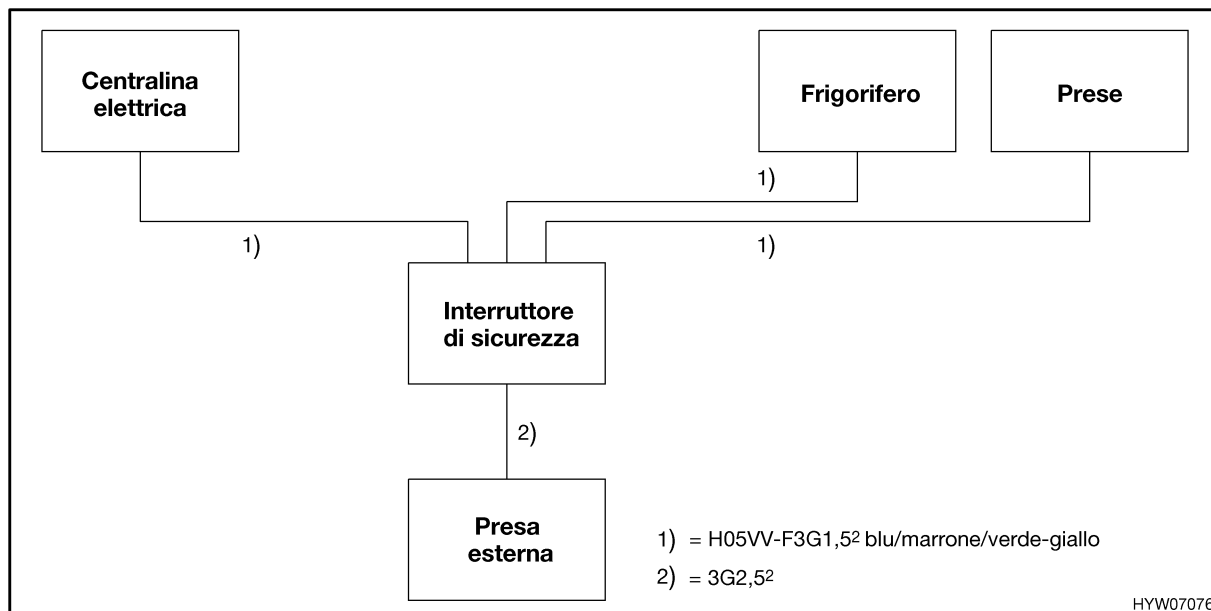 Centralina
elettrica
Frigorifero
Prese
1)
1)
1)
Interruttore
di sicurezza
2)
Presa
esterna
1) = H05VV-F3G1,5² blu/marrone/verde-giallo
2) = 3G2,5²
HYW07076